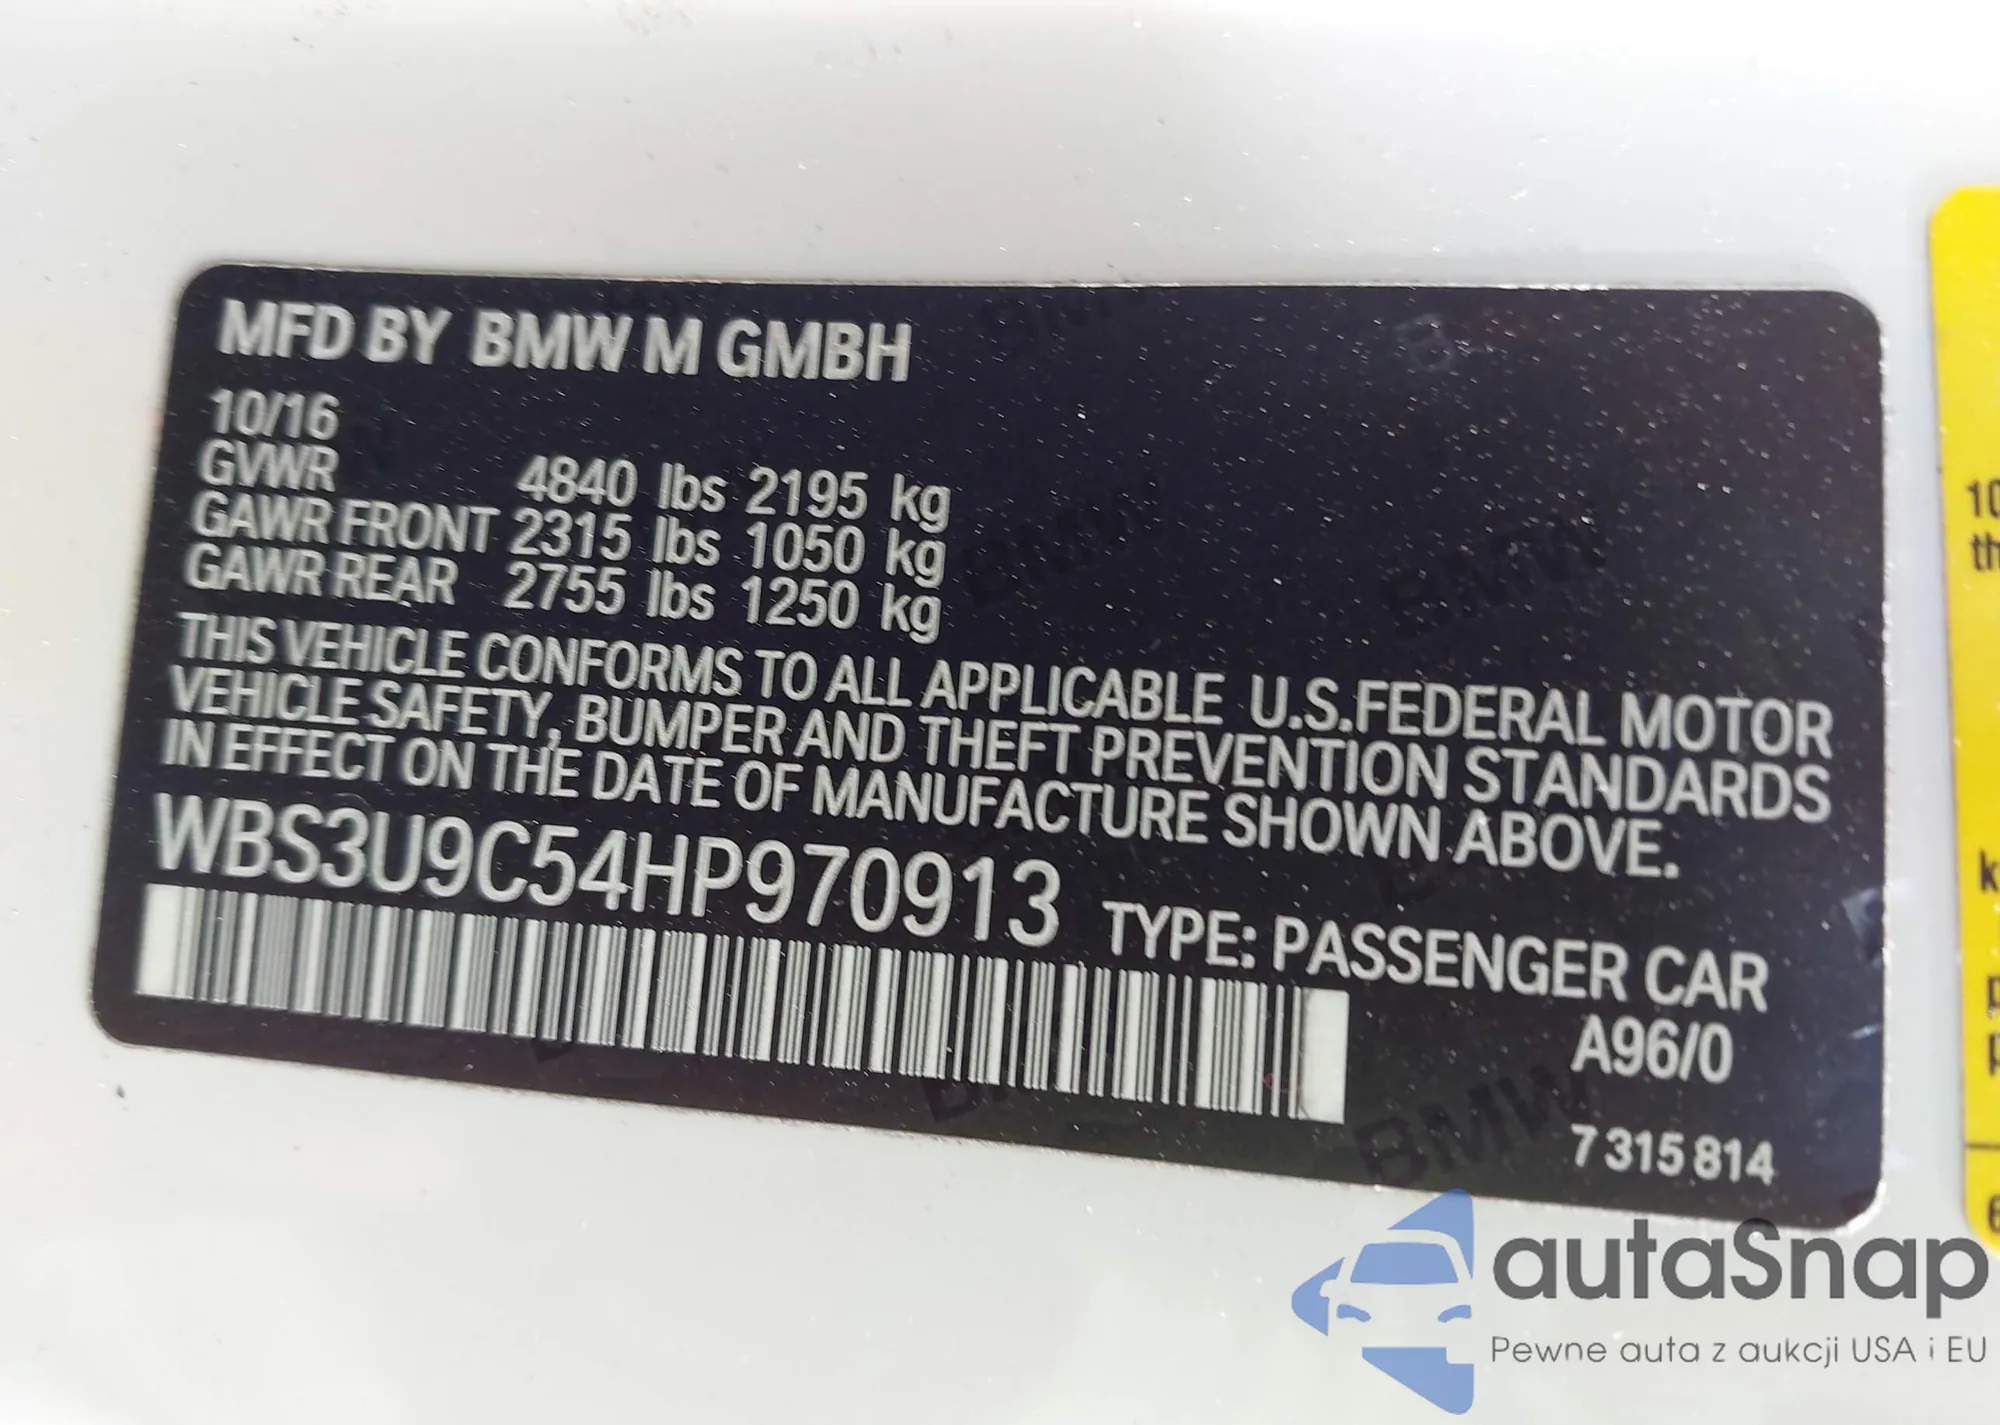 MFD BY BMW M GMBH
10/16
GVWR 4840 lbs 2195 kg
GAWR FRONT 2315 lbs 1050 kg
GAWR REAR 2755 lbs 1250 kg
THIS VEHICLE CONFORMS TO ALL APPLICABLE U.S.FEDERAL MOTOR
VEHICLE SAFETY, BUMPER AND THEFT PREVENTION STANDARDS
IN EFFECT ON THE DATE OF MANUFACTURE SHOWN ABOVE.
WBS3U9C54HP970913 TYPE: PASSENGER CAR
A96/0
7 315 814
autaSnap
Pewne auta z aukcji USA i EU